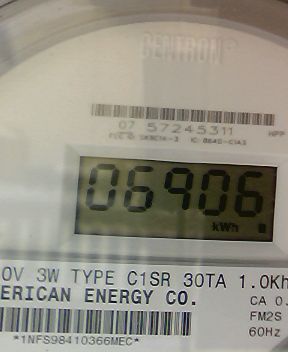 CENTRON®
07 57245311
HPP
06906
kWh
0V 3W TYPE C1SR 30TA 1.0Kh
ERICAN ENERGY CO.
CA 0.
FM2S
60Hz
*1NFS98410366MEC*